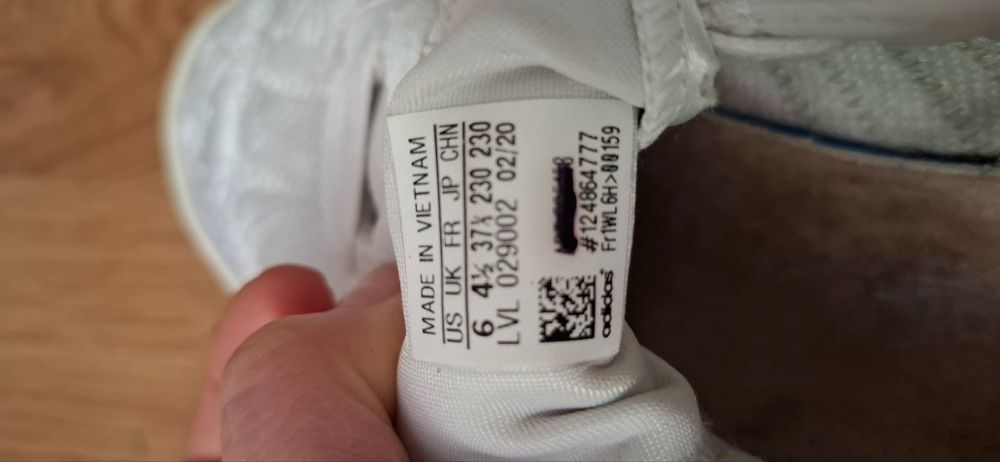 MADE IN VIETNAM
US UK FR JP CHN
6 4½ 37⅓ 230 230
LVL 029002 02/20
#124864777
Fr1WL6H>00159
adidas